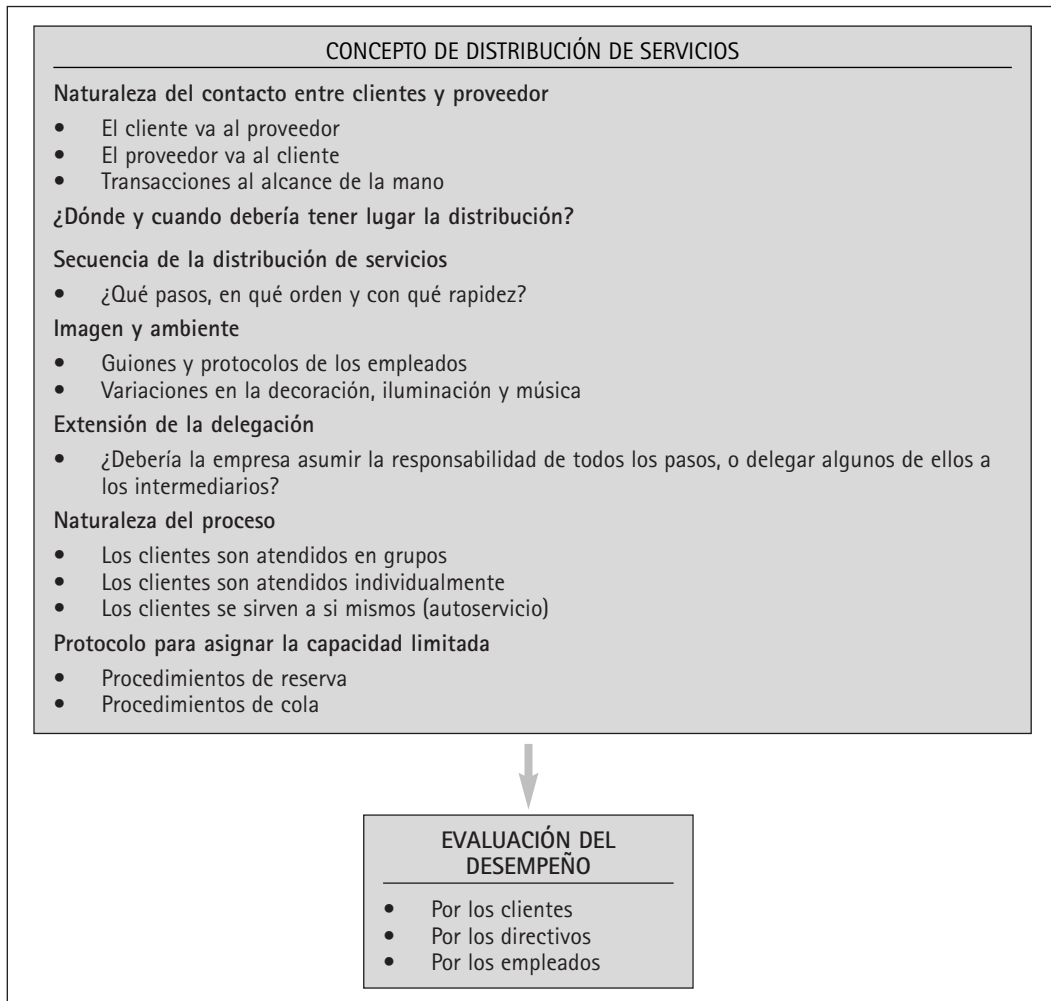 CONCEPTO DE DISTRIBUCIÓN DE SERVICIOS
Naturaleza del contacto entre clientes y proveedor
• El cliente va al proveedor
• El proveedor va al cliente
• Transacciones al alcance de la mano
¿Dónde y cuando debería tener lugar la distribución?
Secuencia de la distribución de servicios
• ¿Qué pasos, en qué orden y con qué rapidez?
Imagen y ambiente
• Guiones y protocolos de los empleados
• Variaciones en la decoración, iluminación y música
Extensión de la delegación
• ¿Debería la empresa asumir la responsabilidad de todos los pasos, o delegar algunos de ellos a
los intermediarios?
Naturaleza del proceso
• Los clientes son atendidos en grupos
• Los clientes son atendidos individualmente
• Los clientes se sirven a si mismos (autoservicio)
Protocolo para asignar la capacidad limitada
• Procedimientos de reserva
• Procedimientos de cola
EVALUACIÓN DEL
DESEMPEÑO
• Por los clientes
• Por los directivos
• Por los empleados